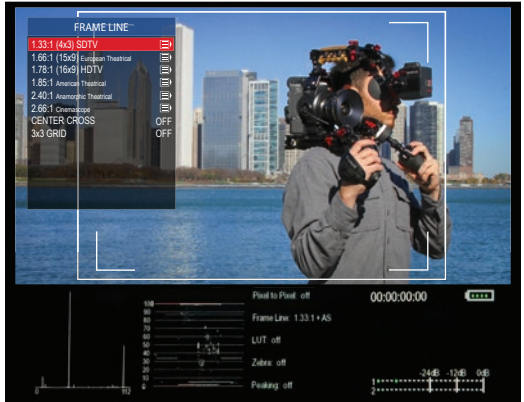 FRAME LINE
1.33:1 (4x3) SDTV
1.66:1 (15x9) European Theatrical
1.78:1 (16x9) HDTV
1.85:1 American Theatrical
2.40:1 Anamorphic Theatrical
2.66:1 Cinemascope
CENTER CROSS OFF
3x3 GRID OFF
Pixel to Pixel: off 00:00:00:00
Frame Line: 1.33:1 + AS
LUT: off
Zebra: off
Peaking: off
100
90
80
70
60
50
40
30
20
10
0
0 112
-24dB -12dB 0dB
1
2